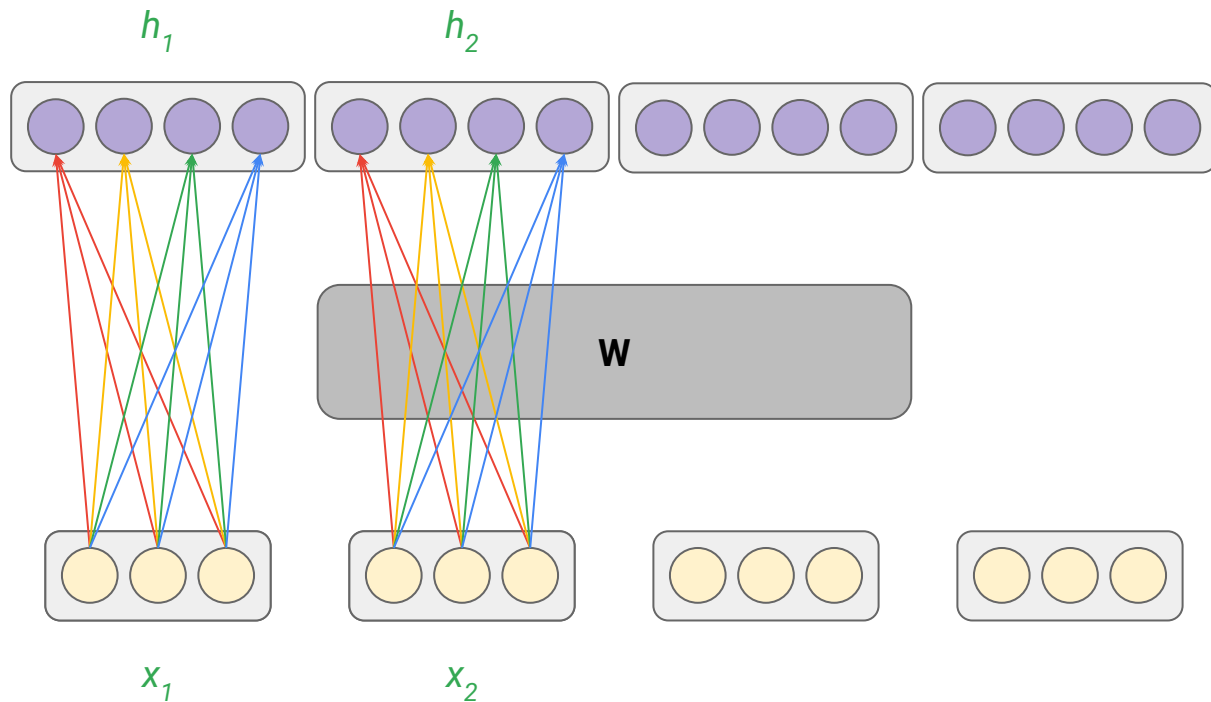 h₁ h₂
W
x₁ x₂